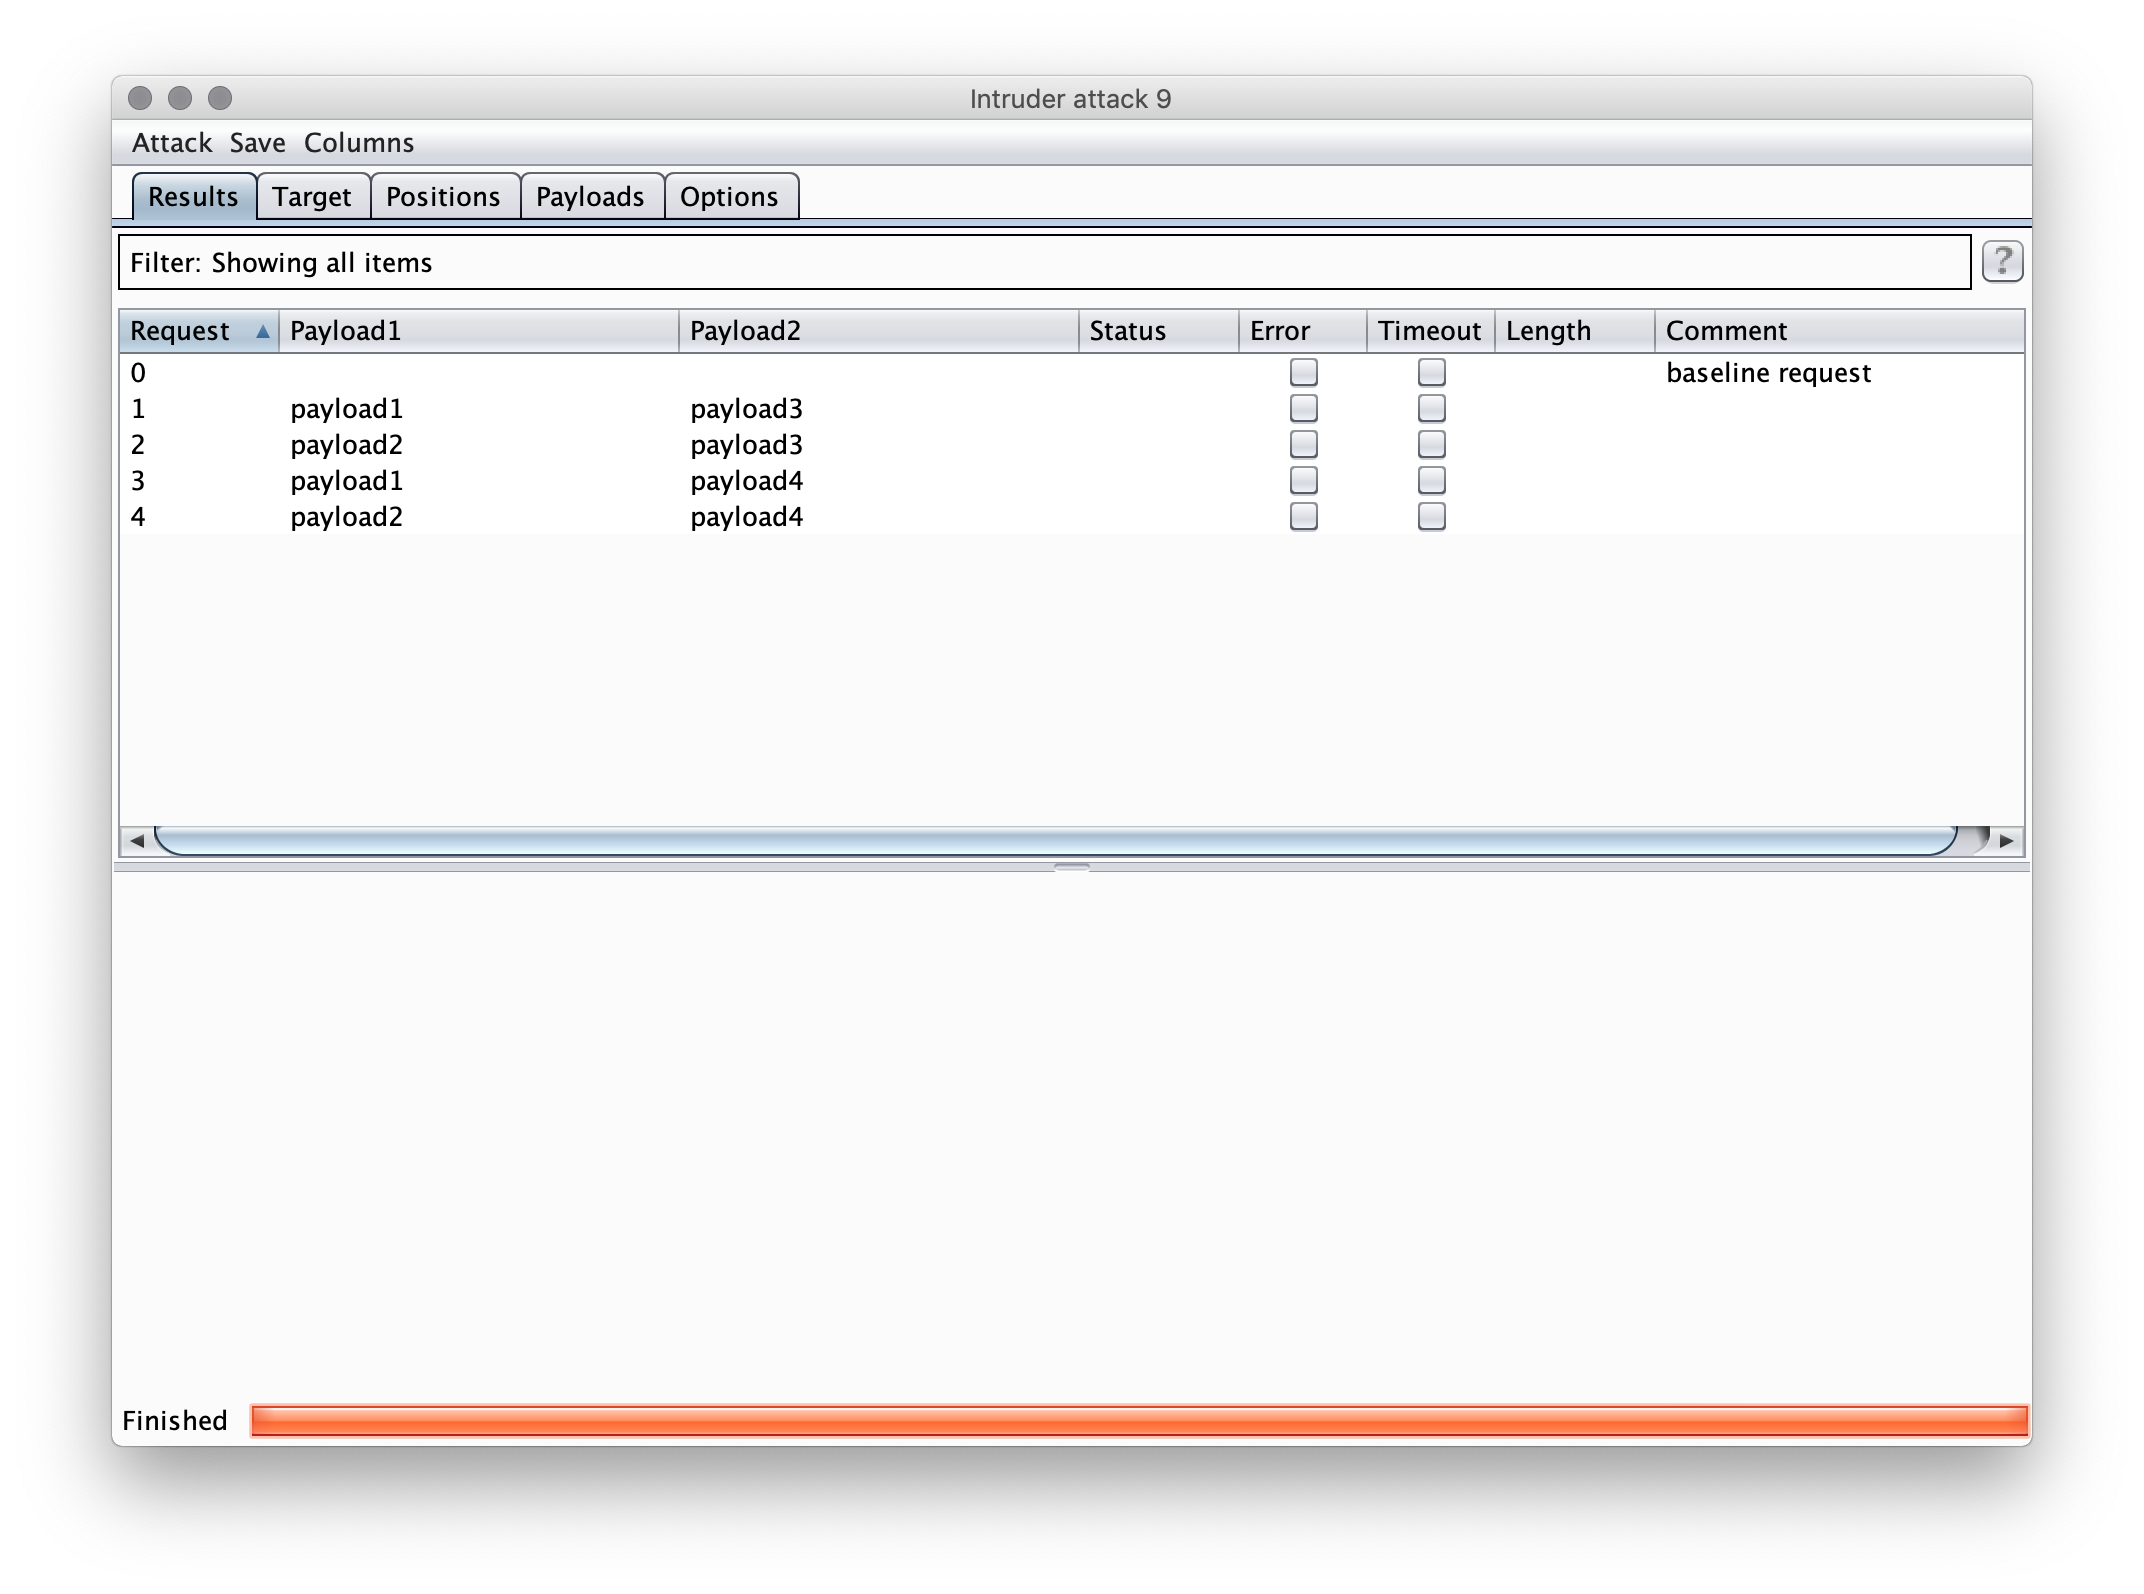 Intruder attack 9
Attack Save Columns
Results Target Positions Payloads Options
Filter: Showing all items
?
Request Payload1 Payload2 Status Error Timeout Length Comment
0 baseline request
1 payload1 payload3
2 payload2 payload3
3 payload1 payload4
4 payload2 payload4
Finished